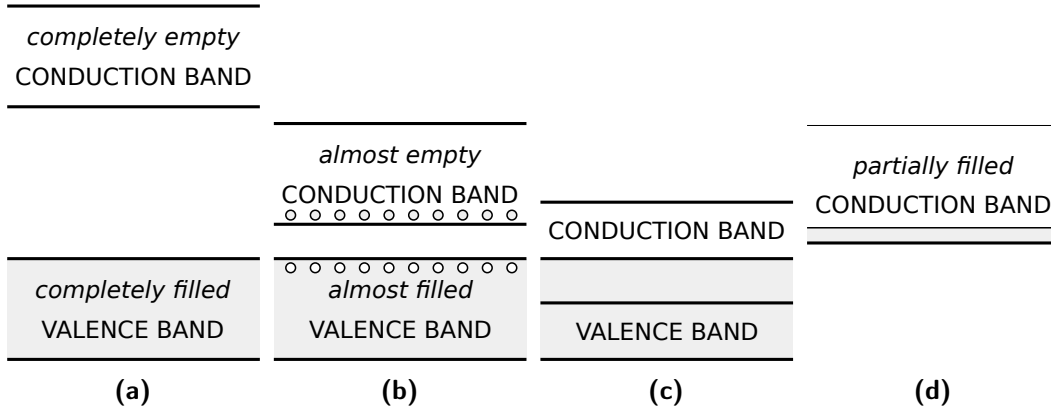 completely empty
CONDUCTION BAND
completely filled
VALENCE BAND
(a)
almost empty
CONDUCTION BAND
almost filled
VALENCE BAND
(b)
CONDUCTION BAND
VALENCE BAND
(c)
partially filled
CONDUCTION BAND
(d)